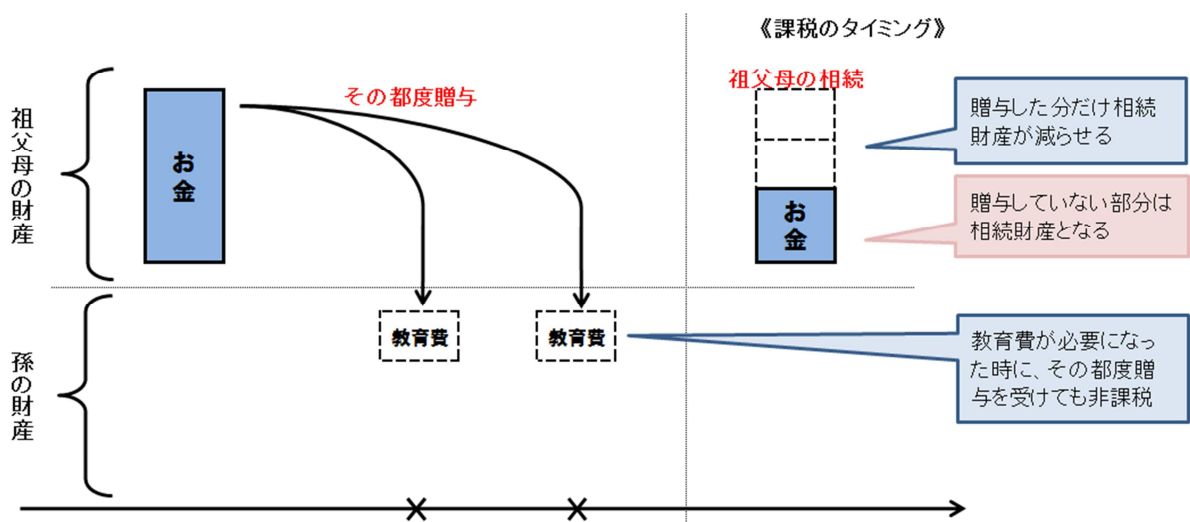 《課税のタイミング》
祖父母の財産
お金
その都度贈与
祖父母の相続
お金
贈与した分だけ相続
財産が減らせる
贈与していない部分は
相続財産となる
孫の財産
教育費
教育費
教育費が必要になっ
た時に、その都度贈
与を受けても非課税